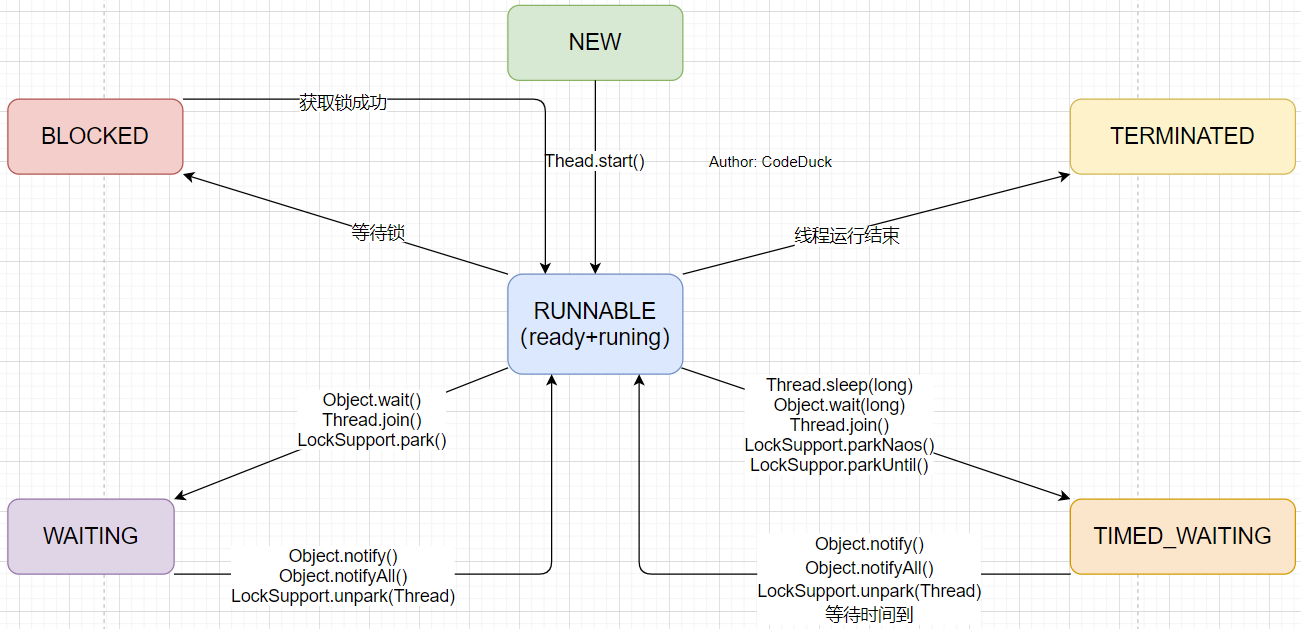 NEW
BLOCKED
获取锁成功
TERMINATED
Thead.start()
Author: CodeDuck
等待锁
线程运行结束
RUNNABLE
(ready+runing)
Object.wait()
Thread.join()
LockSupport.park()
Thread.sleep(long)
Object.wait(long)
Thread.join()
LockSupport.parkNaos()
LockSuppor.parkUntil()
WAITING
TIMED_WAITING
Object.notify()
Object.notifyAll()
LockSupport.unpark(Thread)
Object.notify()
Object.notifyAll()
LockSupport.unpark(Thread)
等待时间到